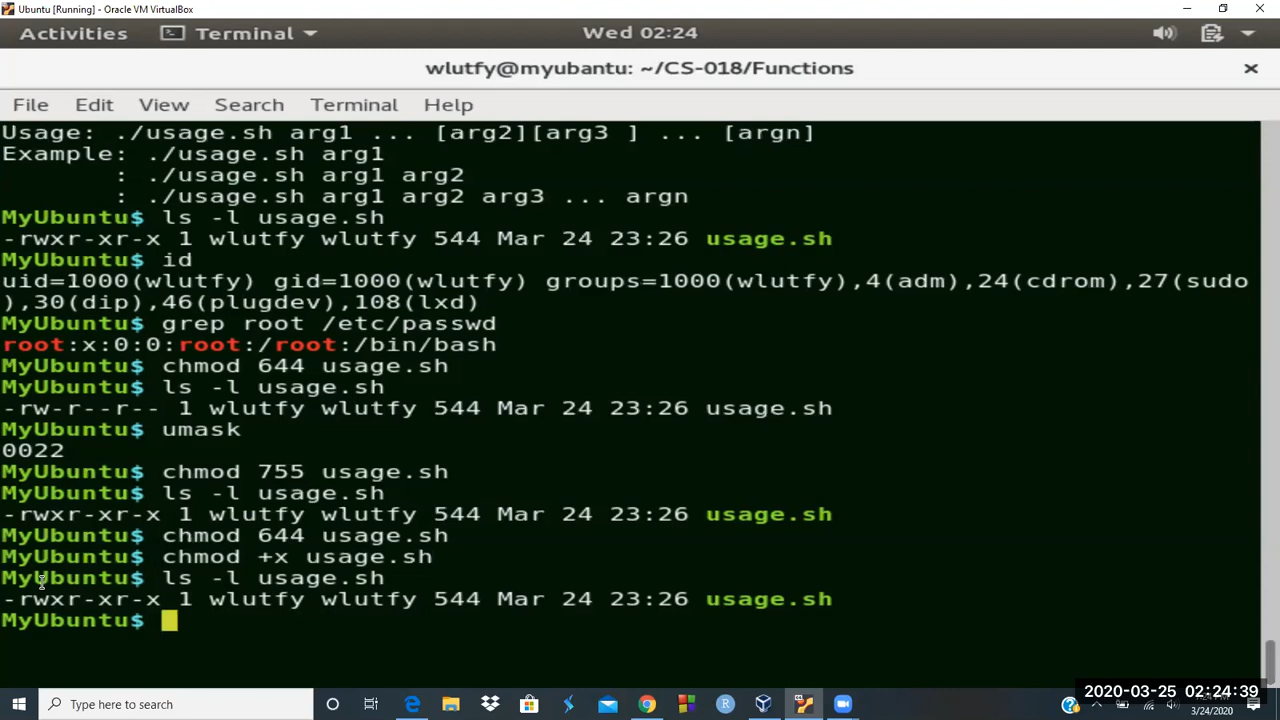 Ubuntu [Running] - Oracle VM VirtualBox
Activities Terminal Wed 02:24
wlutfy@myubantu: ~/CS-018/Functions
File Edit View Search Terminal Help
Usage: ./usage.sh arg1 ... [arg2][arg3 ] ... [argn]
Example: ./usage.sh arg1
: ./usage.sh arg1 arg2
: ./usage.sh arg1 arg2 arg3 ... argn
MyUbuntu$ ls -l usage.sh
-rwxr-xr-x 1 wlutfy wlutfy 544 Mar 24 23:26 usage.sh
MyUbuntu$ id
uid=1000(wlutfy) gid=1000(wlutfy) groups=1000(wlutfy),4(adm),24(cdrom),27(sudo
),30(dip),46(plugdev),108(lxd)
MyUbuntu$ grep root /etc/passwd
root:x:0:0:root:/root:/bin/bash
MyUbuntu$ chmod 644 usage.sh
MyUbuntu$ ls -l usage.sh
-rw-r--r-- 1 wlutfy wlutfy 544 Mar 24 23:26 usage.sh
MyUbuntu$ umask
0022
MyUbuntu$ chmod 755 usage.sh
MyUbuntu$ ls -l usage.sh
-rwxr-xr-x 1 wlutfy wlutfy 544 Mar 24 23:26 usage.sh
MyUbuntu$ chmod 644 usage.sh
MyUbuntu$ chmod +x usage.sh
MyUbuntu$ ls -l usage.sh
-rwxr-xr-x 1 wlutfy wlutfy 544 Mar 24 23:26 usage.sh
MyUbuntu$
Type here to search
2020-03-25 02:24:39
3/24/2020